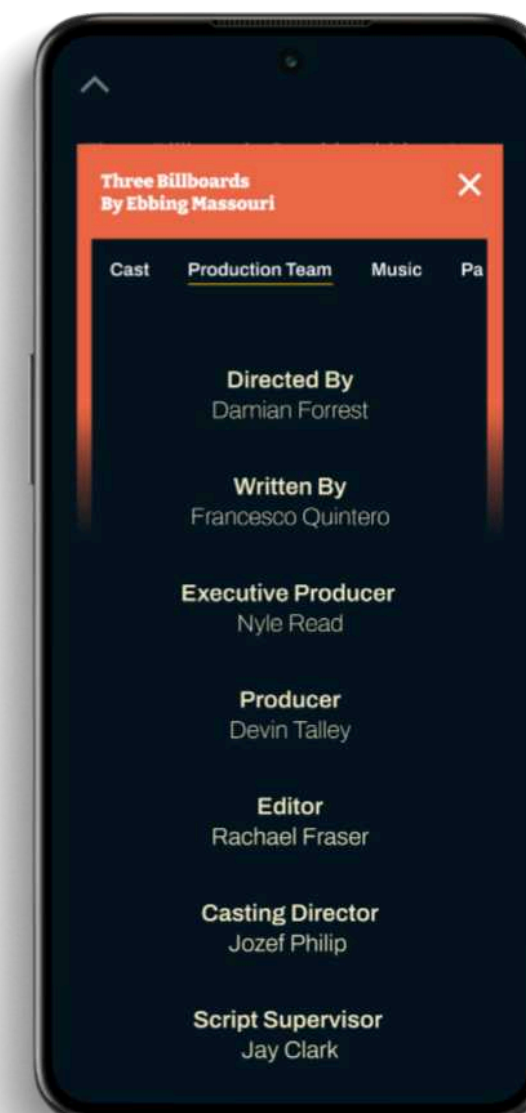 Three Billboards
By Ebbing Massouri
Cast Production Team Music Pa
Directed By
Damian Forrest
Written By
Francesco Quintero
Executive Producer
Nyle Read
Producer
Devin Talley
Editor
Rachael Fraser
Casting Director
Jozef Philip
Script Supervisor
Jay Clark